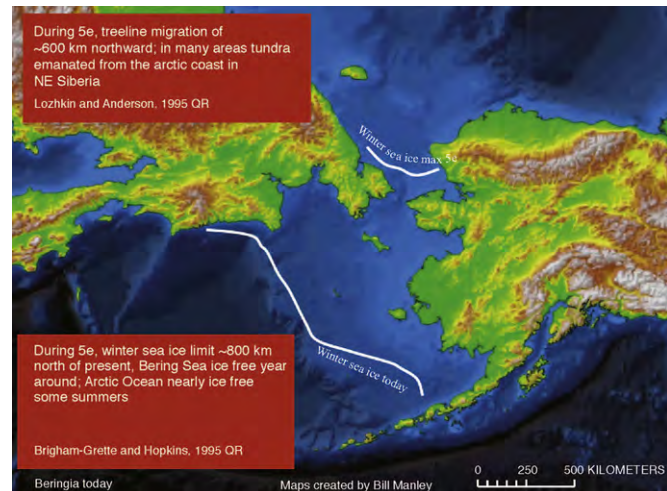 During 5e, treeline migration of
~600 km northward; in many areas tundra
emanated from the arctic coast in
NE Siberia
Lozhkin and Anderson, 1995 QR
Winter sea ice max 5e
Winter sea ice today
During 5e, winter sea ice limit ~800 km
north of present, Bering Sea ice free year
around; Arctic Ocean nearly ice free
some summers
Brigham-Grette and Hopkins, 1995 QR
Beringia today
Maps created by Bill Manley
0 250 500 KILOMETERS